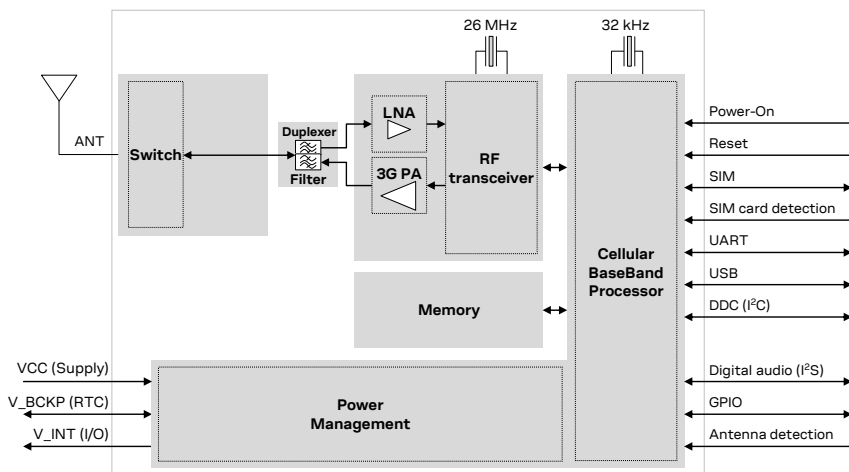 26 MHz
32 kHz
ANT
Switch
Duplexer
Filter
LNA
3G PA
RF
transceiver
Memory
Cellular
BaseBand
Processor
Power
Management
VCC (Supply)
V_BCKP (RTC)
V_INT (I/O)
Power-On
Reset
SIM
SIM card detection
UART
USB
DDC (I²C)
Digital audio (I²S)
GPIO
Antenna detection